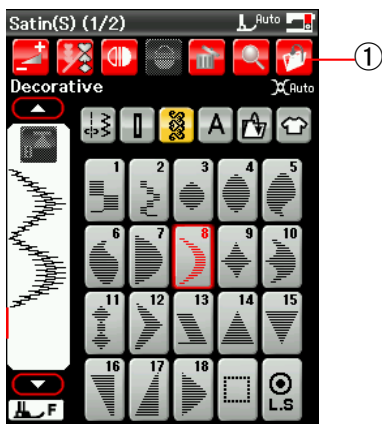 Satin(S) (1/2)
Auto
1
Decorative
Auto
A
1 2 3 4 5
6 7 8 9 10
11 12 13 14 15
16 17 18
L.S
F